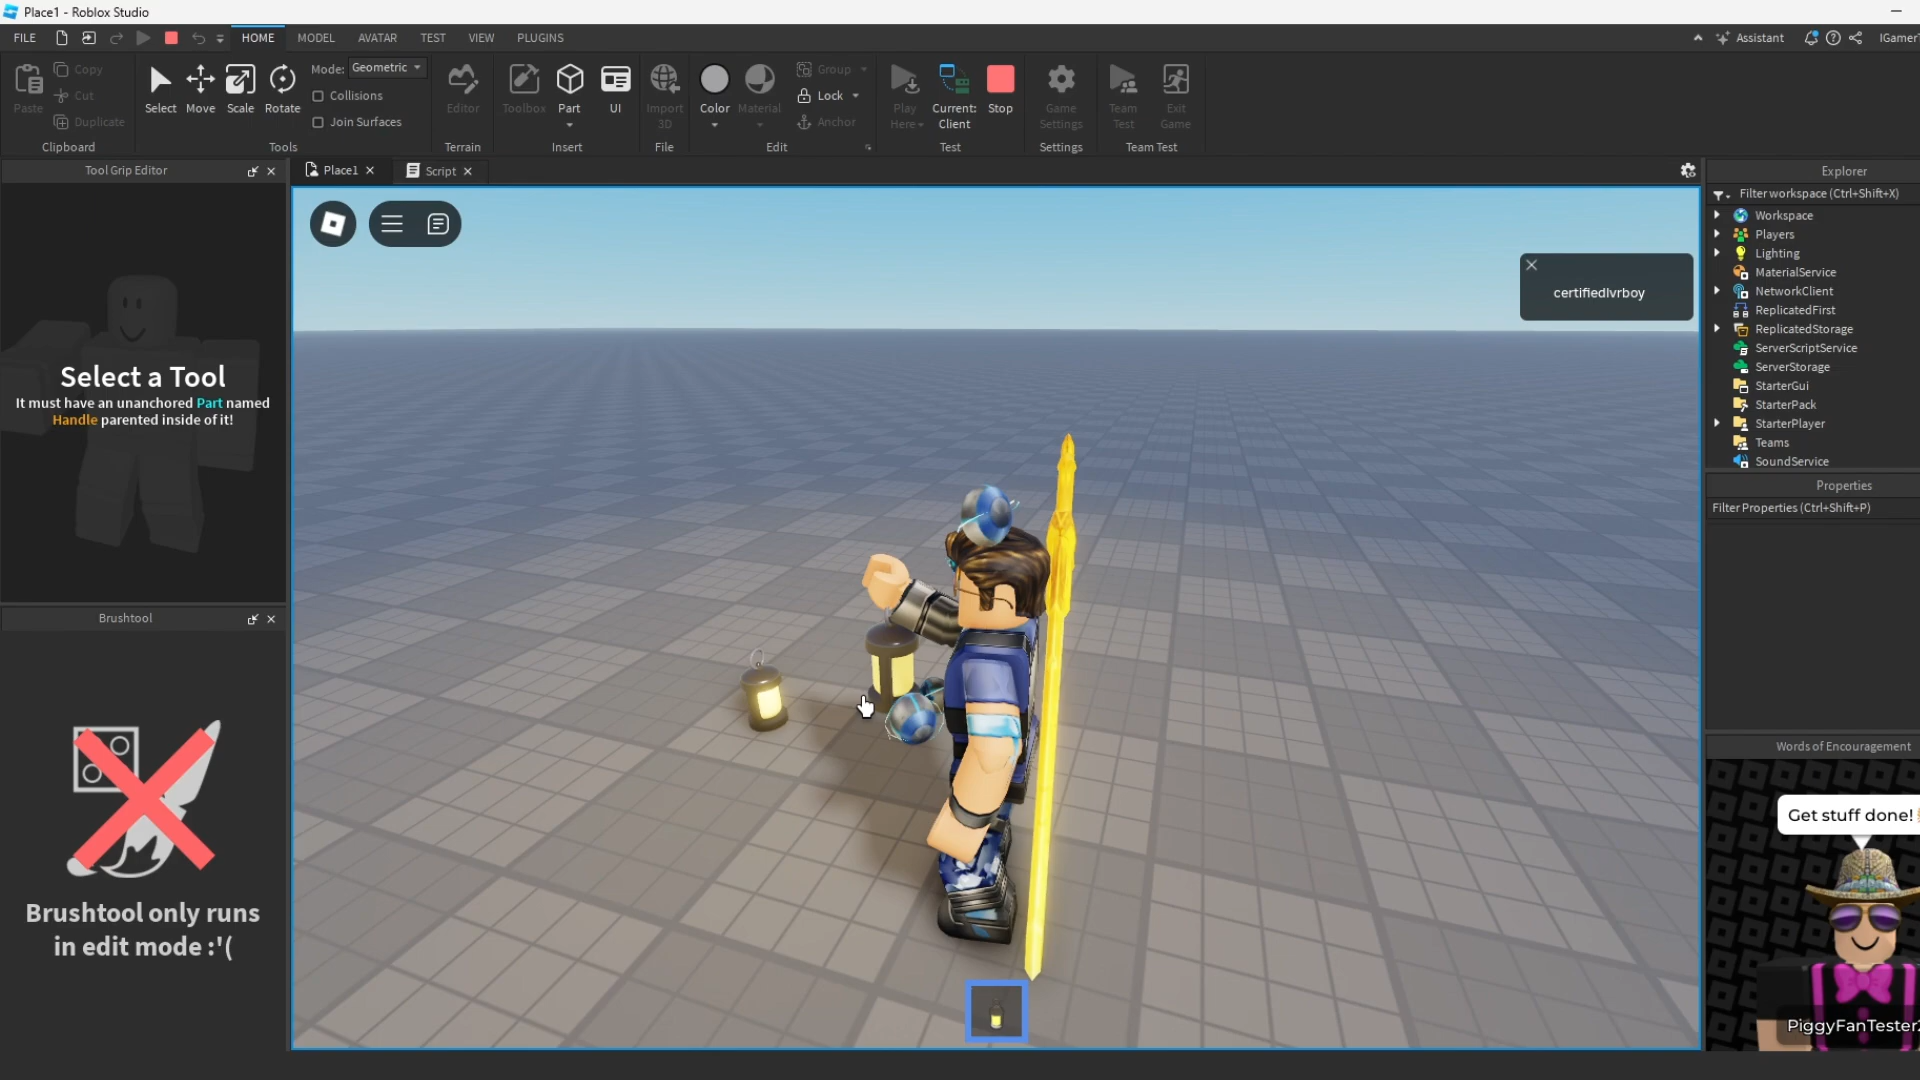 Place1 - Roblox Studio
FILE
HOME
MODEL
AVATAR
TEST
VIEW
PLUGINS
Assistant
Paste
Copy
Cut
Duplicate
Clipboard
Select
Move
Scale
Rotate
Mode: Geometric
Collisions
Join Surfaces
Tools
Editor
Terrain
Toolbox
Part
UI
Insert
Import
3D
File
Color
Material
Group
Lock
Anchor
Edit
Play
Here
Current:
Client
Stop
Test
Game
Settings
Settings
Team
Test
Exit
Game
Team Test
Tool Grip Editor
Select a Tool
It must have an unanchored Part named
Handle parented inside of it!
Brushtool
Brushtool only runs
in edit mode :'(
Place1
Script
certifiedlvrboy
Explorer
Filter workspace (Ctrl+Shift+X)
Workspace
Players
Lighting
MaterialService
NetworkClient
ReplicatedFirst
ReplicatedStorage
ServerScriptService
ServerStorage
StarterGui
StarterPack
StarterPlayer
Teams
SoundService
Properties
Filter Properties (Ctrl+Shift+P)
Words of Encouragement
Get stuff done!